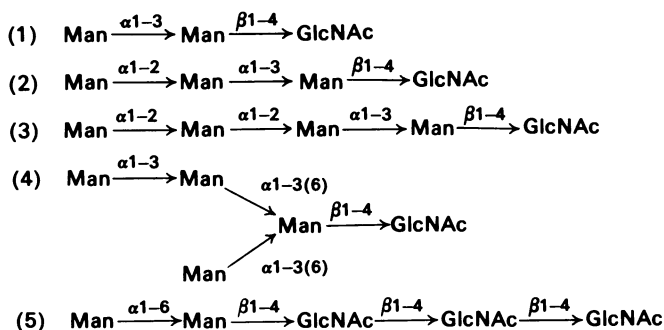 α1–3 β1–4
(1) Man → Man → GlcNAc
α1–2 α1–3 β1–4
(2) Man → Man → Man → GlcNAc
α1–2 α1–2 α1–3 β1–4
(3) Man → Man → Man → Man → GlcNAc
α1–3
(4) Man → Man
α1–3(6)
β1–4
Man → GlcNAc
Man α1–3(6)
α1–6 β1–4 β1–4 β1–4
(5) Man → Man → GlcNAc → GlcNAc → GlcNAc